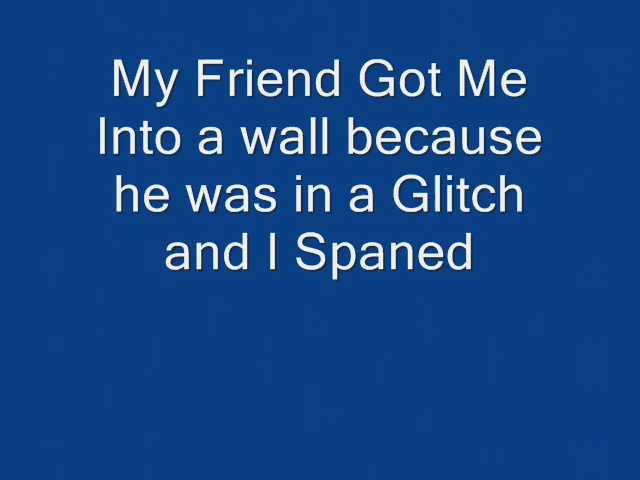 My Friend Got Me
Into a wall because
he was in a Glitch
and I Spaned